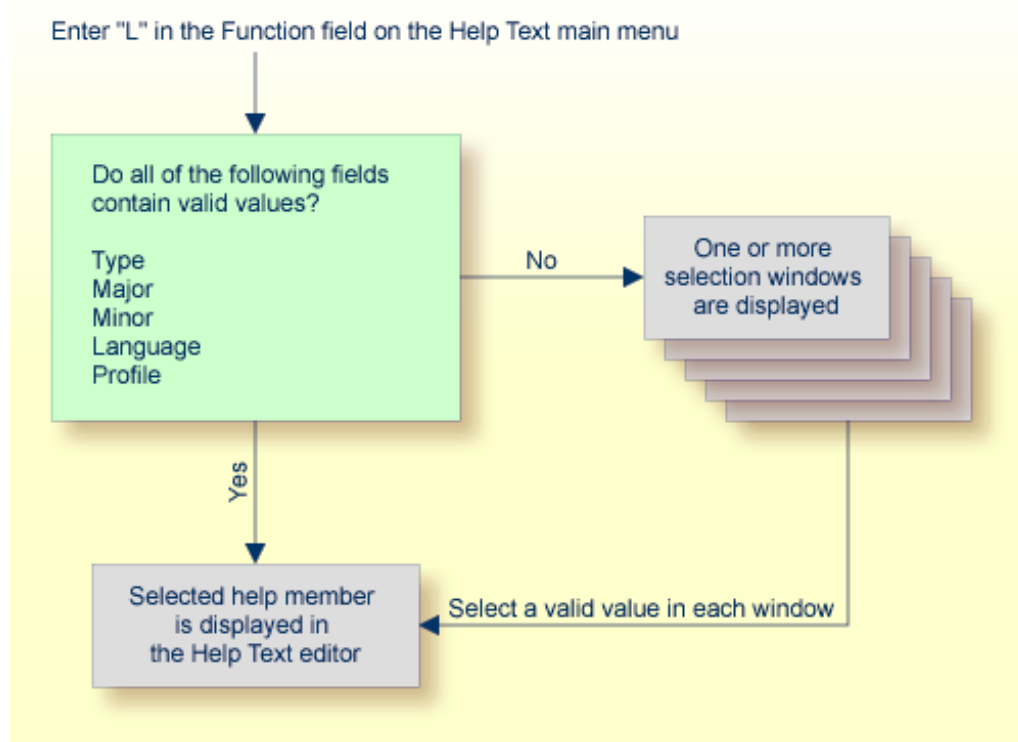 Enter "L" in the Function field on the Help Text main menu
Do all of the following fields
contain valid values?
Type
Major
Minor
Language
Profile
No
One or more
selection windows
are displayed
Yes
Selected help member
is displayed in
the Help Text editor
Select a valid value in each window